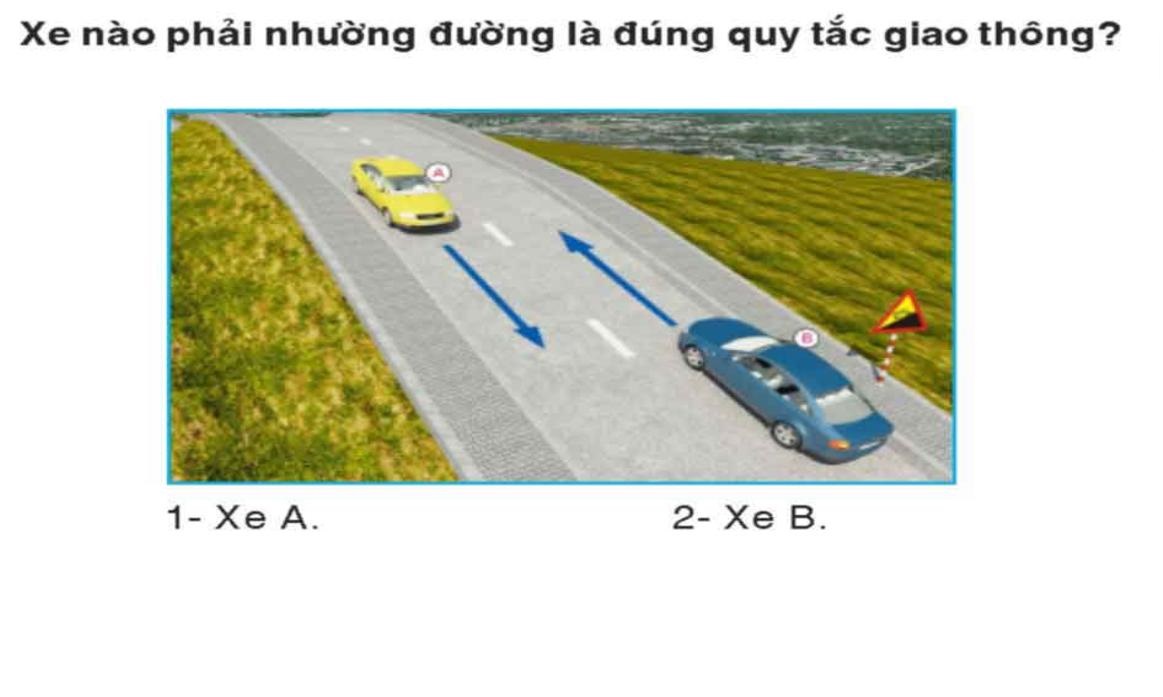 Xe nào phải nhường đường là đúng quy tắc giao thông?
A
B
1- Xe A.
2- Xe B.